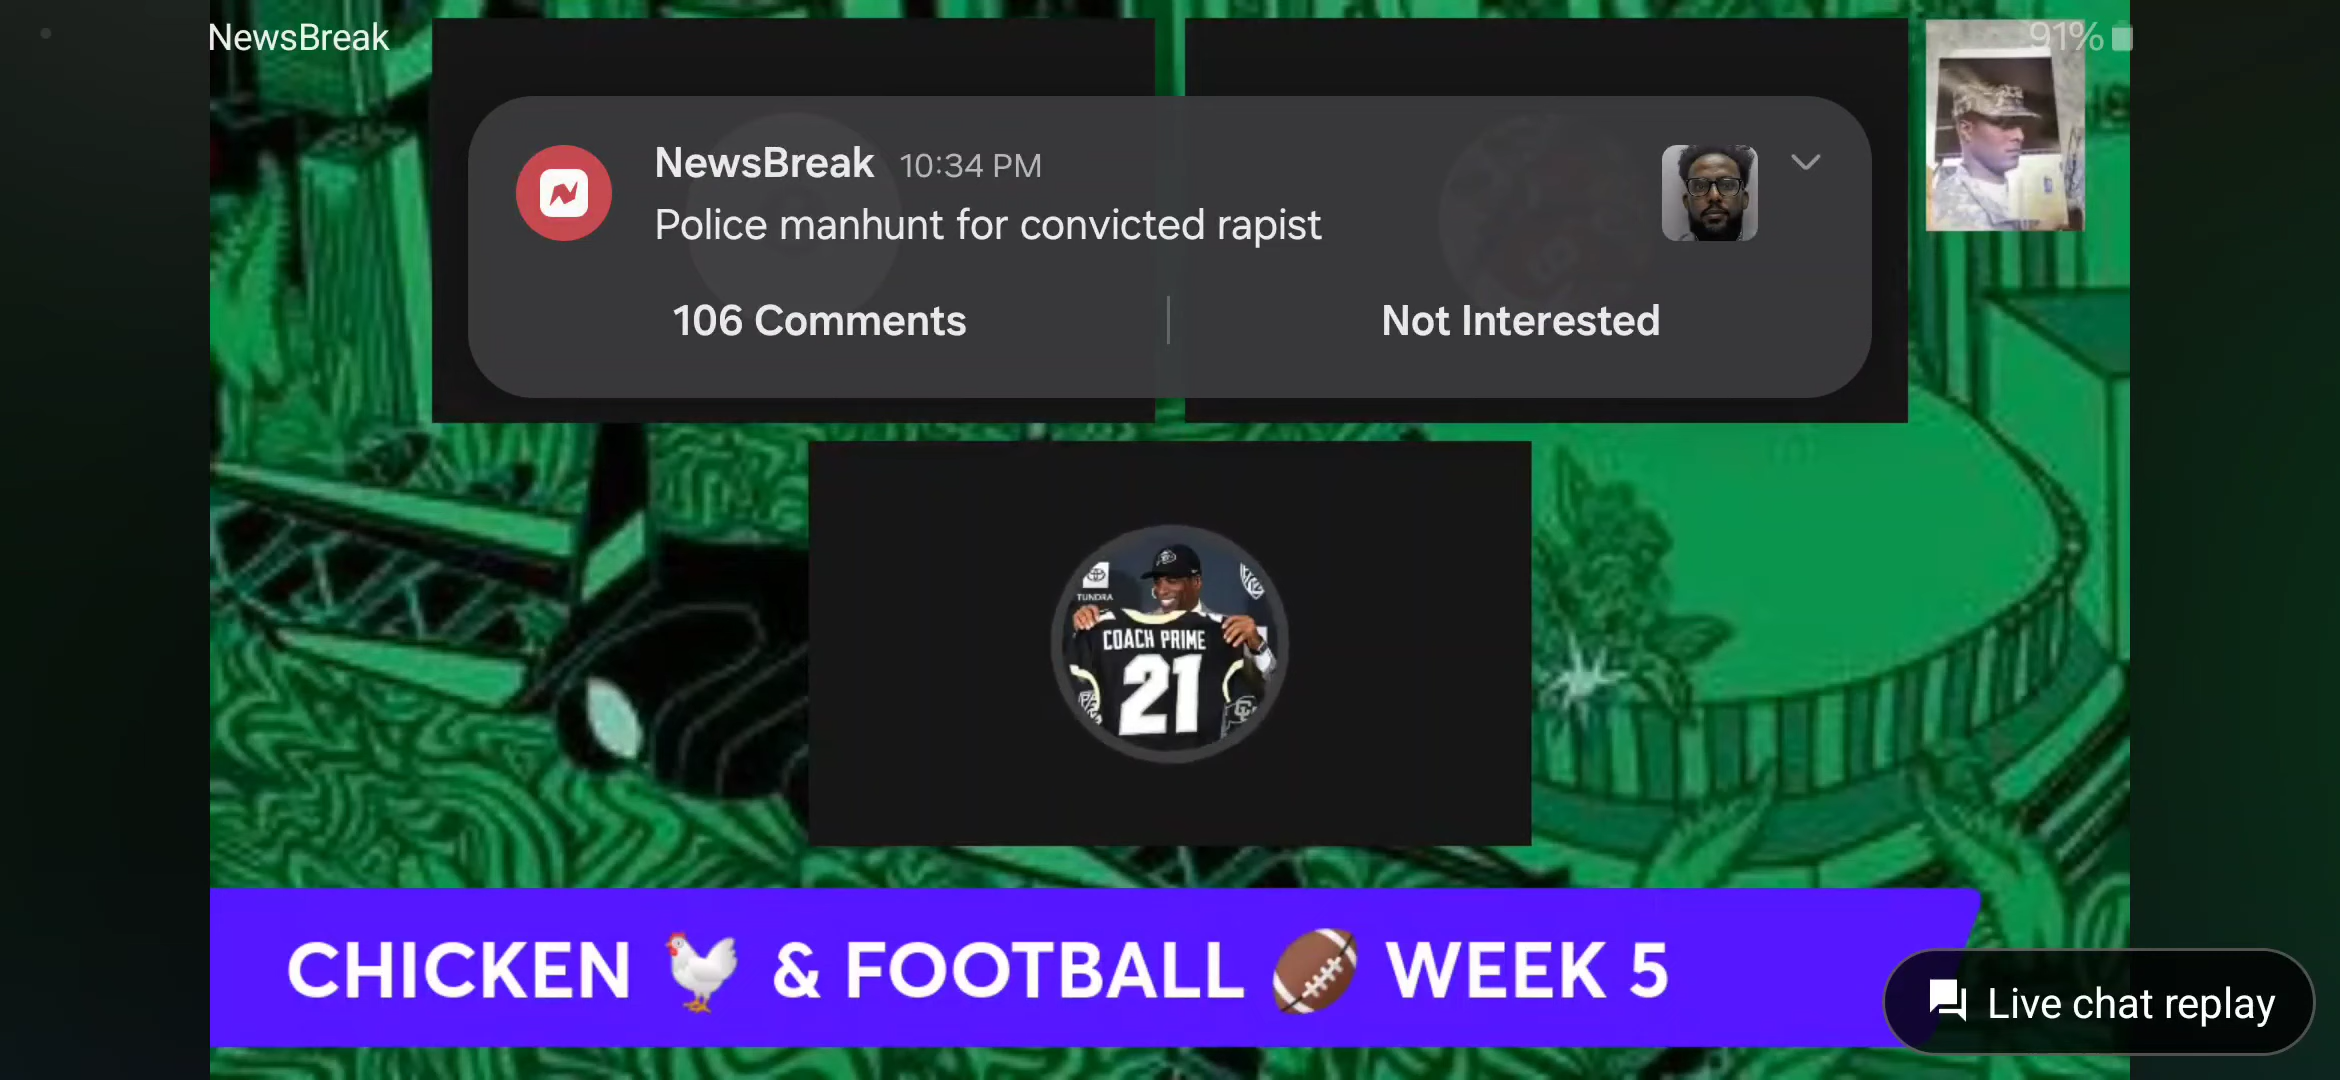 NewsBreak
91%
NewsBreak 10:34 PM
Police manhunt for convicted rapist
106 Comments
Not Interested
TUNDRA
COACH PRIME
21
CHICKEN 🐓 & FOOTBALL 🏈 WEEK 5
Live chat replay